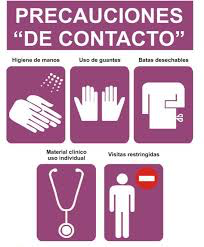 PRECAUCIONES
“DE CONTACTO”
Higiene de manos
Uso de guantes
Batas desechables
Material clínico
uso individual
Visitas restringidas